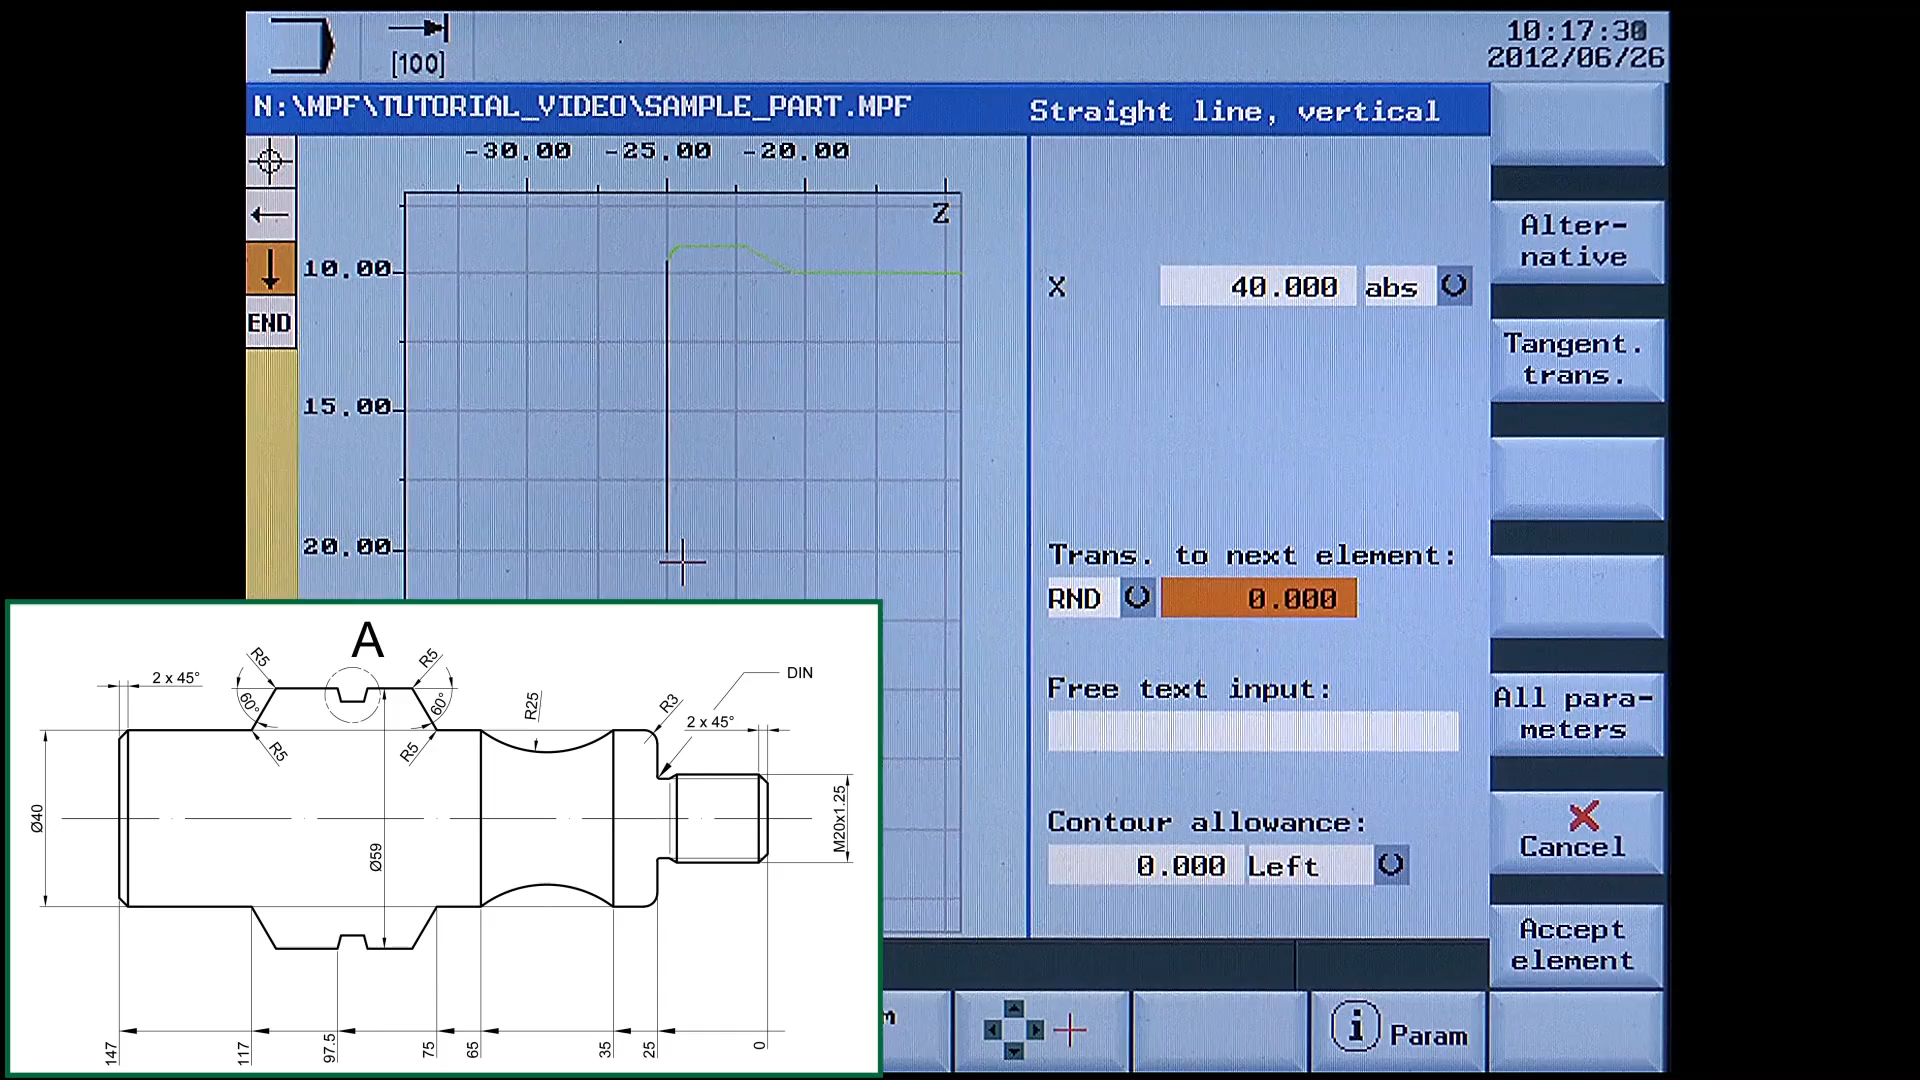 [100]
10:17:30
2012/06/26
N:\MPF\TUTORIAL_VIDEO\SAMPLE_PART.MPF
Straight line, vertical
-30.00 -25.00 -20.00
Z
10.00
15.00
20.00
END
X 40.000 abs
Trans. to next element:
RND 0.000
Free text input:
Contour allowance:
0.000 Left
Alter-
native
Tangent.
trans.
All para-
meters
Cancel
Accept
element
i Param
A
R5
R5
2 x 45°
60°
60°
R5
R5
R25
R3
DIN
2 x 45°
Ø40
Ø59
M20x1.25
147
117
97.5
75
65
35
25
0